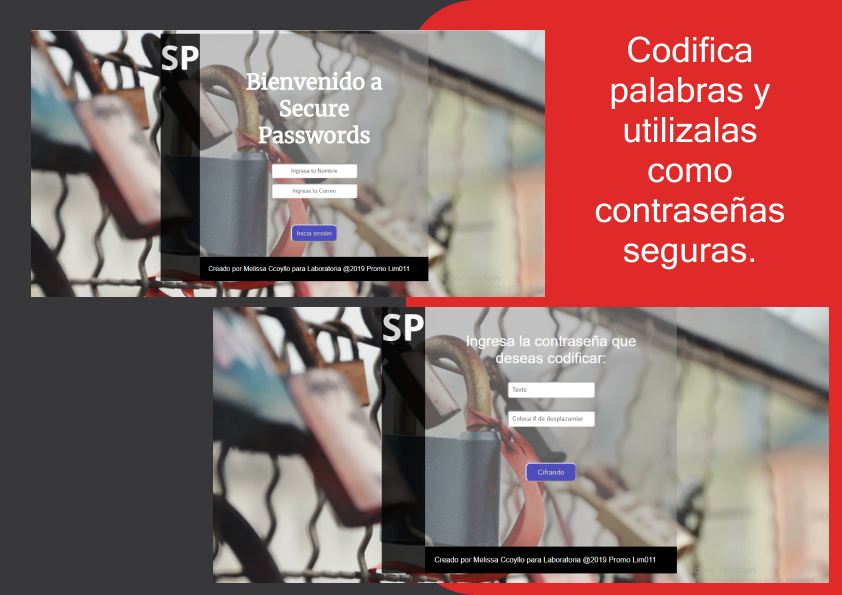 SP
Bienvenido a
Secure
Passwords
Ingresa tu Nombre
Ingresa tu Correo
Inicia sesión
Creado por Melissa Ccoyllo para Laboratoria @2019 Promo Lim011
Codifica
palabras y
utilizalas
como
contraseñas
seguras.
SP
Ingresa la contraseña que
deseas codificar:
Texto
Coloca # de desplazamier
Cifrando
Creado por Melissa Ccoyllo para Laboratoria @2019 Promo Lim011